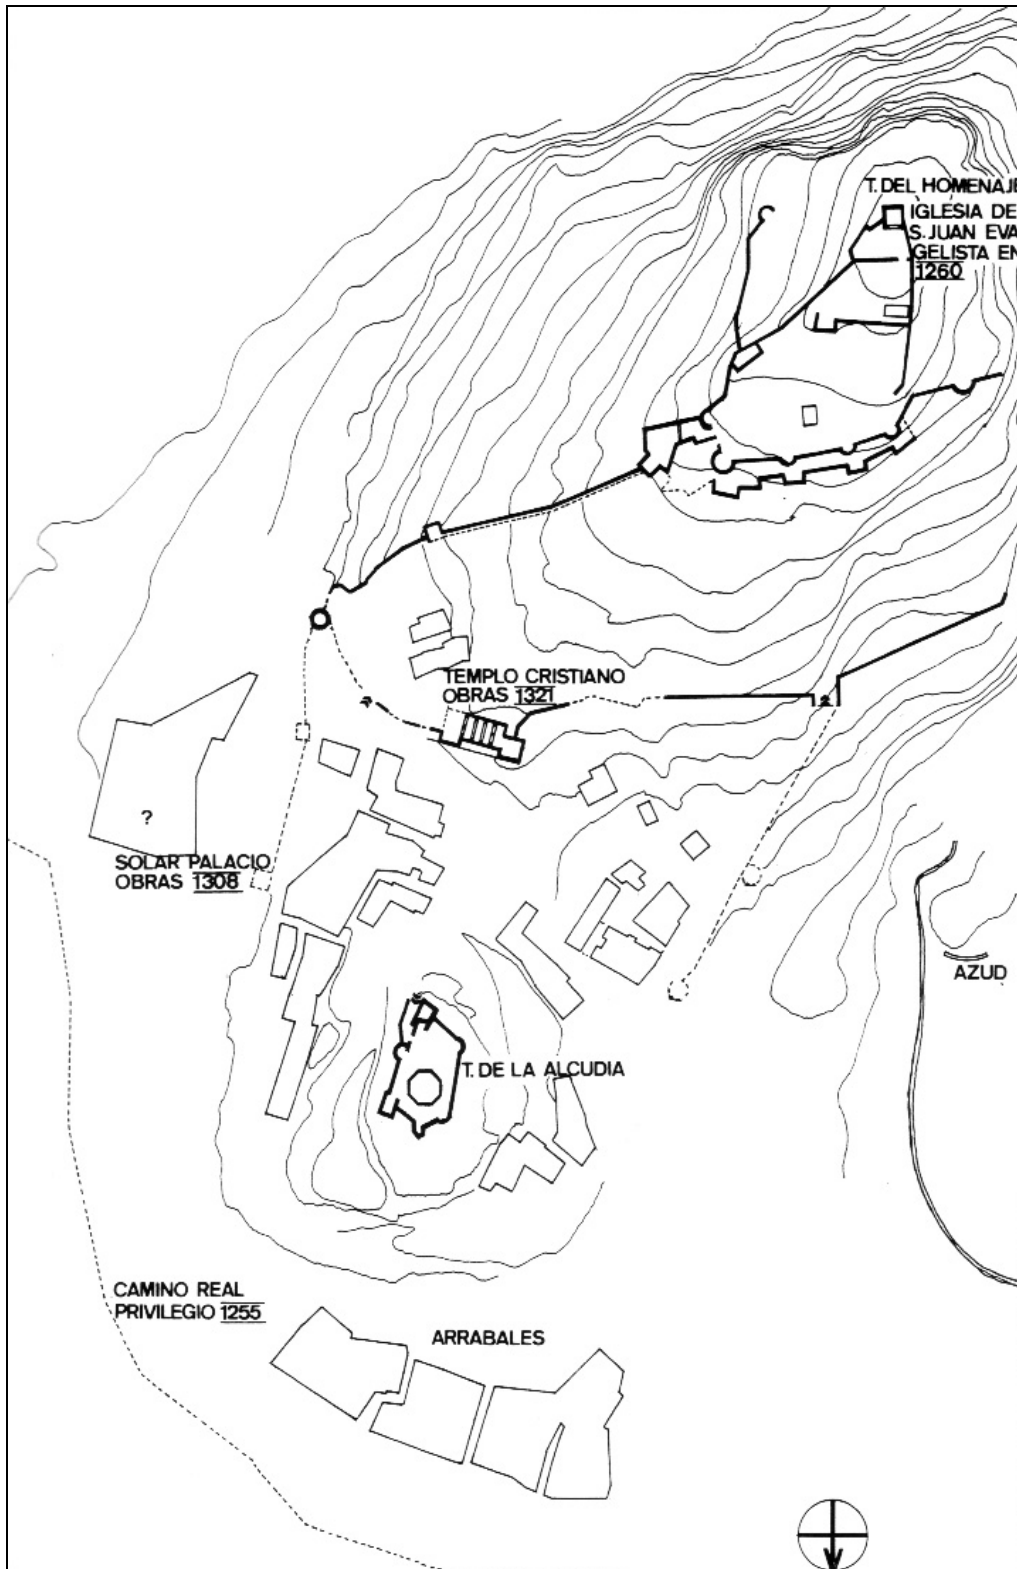 T. DEL HOMENAJE
IGLESIA DE
S. JUAN EVA
GELISTA EN
1260
TEMPLO CRISTIANO
OBRAS 1321
?
SOLAR PALACIO
OBRAS 1308
AZUD
T. DE LA ALCUDIA
CAMINO REAL
PRIVILEGIO 1255
ARRABALES